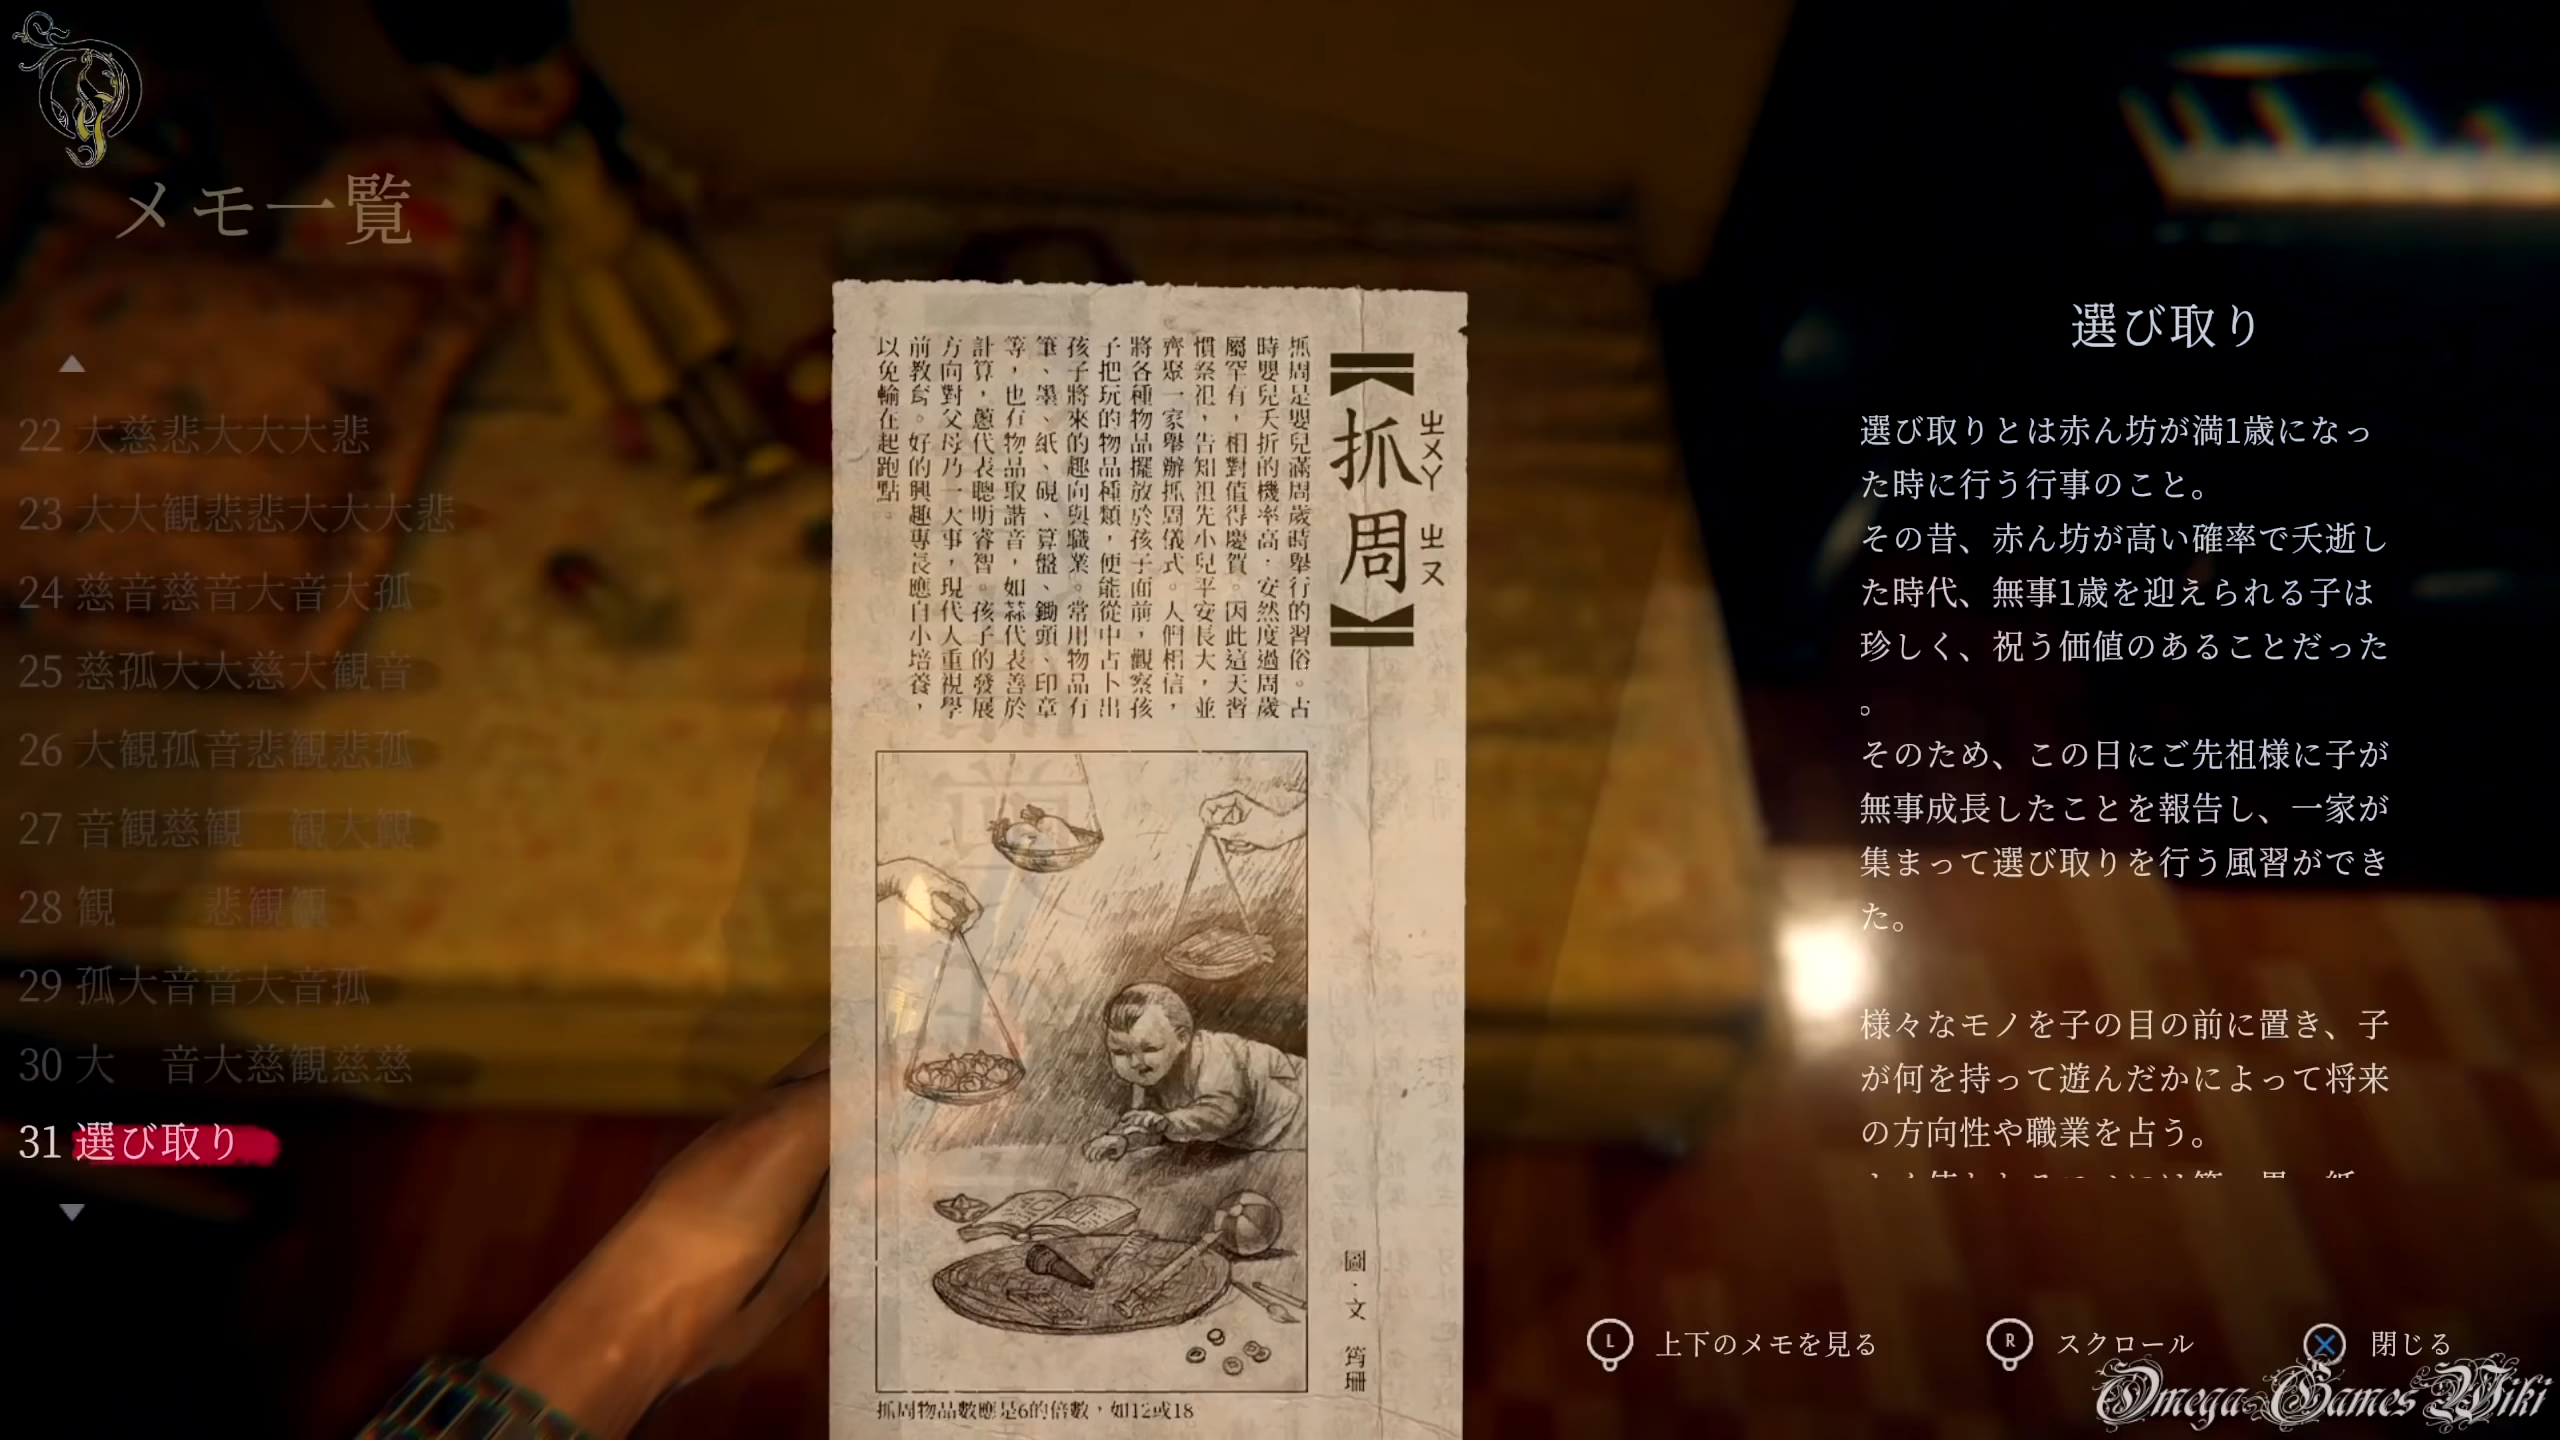 メモ一覧
22 大慈悲大大大悲
23 大大観悲悲大大大悲
24 慈音慈音大音大孤
25 慈孤大大慈大観音
26 大観孤音悲観悲孤
27 音観慈観　観大観
28 観　　悲観観
29 孤大音音大音孤
30 大　音大慈観慈慈
31 選び取り
【抓周】
ㄓㄨㄚ ㄓㄡ
抓周是嬰兒滿周歲時舉行的習俗。古
時嬰兒夭折的機率高，安然度過周歲
屬罕有，相對值得慶賀。因此這天習
慣祭祀，告知祖先小兒平安長大，並
齊聚一家舉辦抓周儀式。人們相信，
將各種物品擺放於孩子面前，觀察孩
子把玩的物品種類，便能從中占卜出
孩子將來的趣向與職業。常用物品有
筆、墨、紙、硯、算盤、鋤頭、印章
等，也有物品取諧音，如蒜代表善於
計算，蔥代表聰明睿智。孩子的發展
方向對父母乃一大事，現代人重視學
前教育。好的興趣專長應自小培養，
以免輸在起跑點。
圖．文　筠珊
抓周物品數應是6的倍數，如12或18
選び取り
選び取りとは赤ん坊が満1歳になっ
た時に行う行事のこと。
その昔、赤ん坊が高い確率で夭逝し
た時代、無事1歳を迎えられる子は
珍しく、祝う価値のあることだった
。
そのため、この日にご先祖様に子が
無事成長したことを報告し、一家が
集まって選び取りを行う風習ができ
た。
様々なモノを子の目の前に置き、子
が何を持って遊んだかによって将来
の方向性や職業を占う。
L 上下のメモを見る
R スクロール
閉じる
Omega Games Wiki